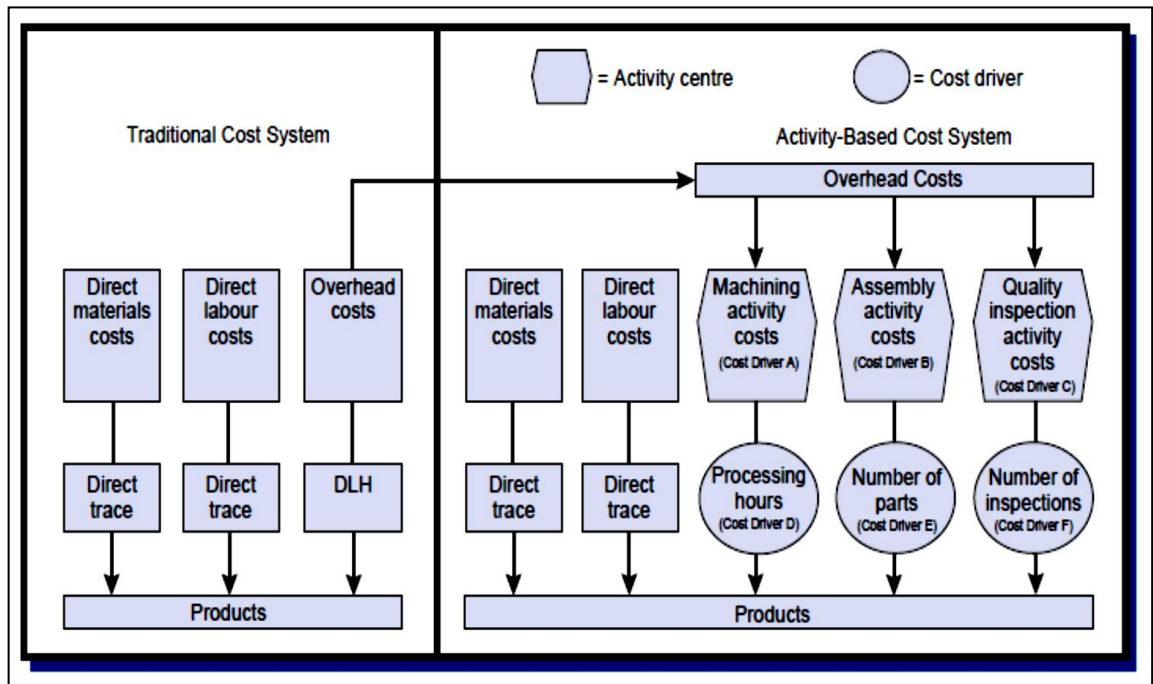 = Activity centre
= Cost driver
Traditional Cost System
Activity-Based Cost System
Overhead Costs
Direct
materials
costs
Direct
labour
costs
Overhead
costs
Direct
materials
costs
Direct
labour
costs
Machining
activity
costs
(Cost Driver A)
Assembly
activity
costs
(Cost Driver B)
Quality
inspection
activity
costs
(Cost Driver C)
Direct
trace
Direct
trace
DLH
Direct
trace
Direct
trace
Processing
hours
(Cost Driver D)
Number of
parts
(Cost Driver E)
Number of
inspections
(Cost Driver F)
Products
Products